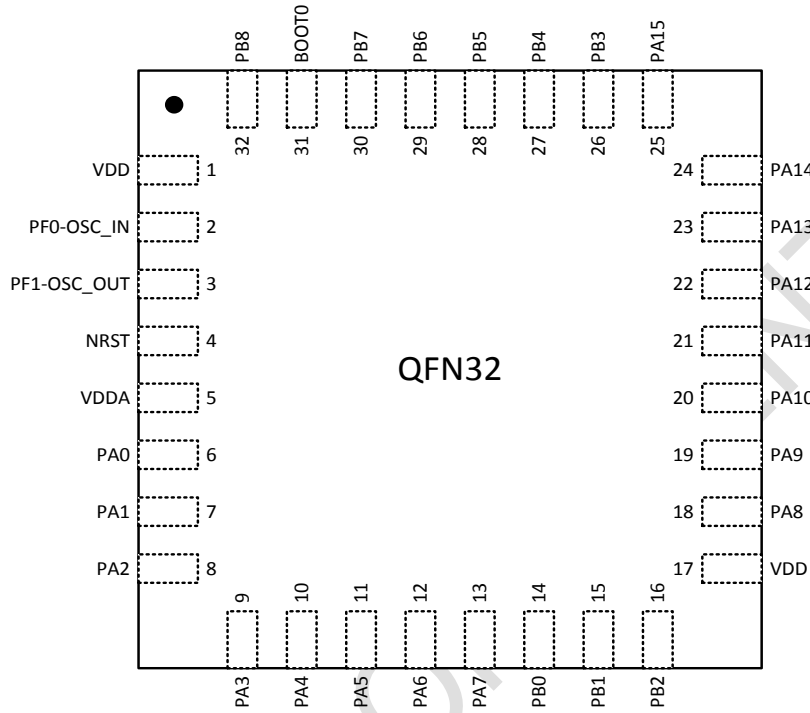 PB8
BOOT0
PB7
PB6
PB5
PB4
PB3
PA15
32
31
30
29
28
27
26
25
VDD 1
PF0-OSC_IN 2
PF1-OSC_OUT 3
NRST 4
VDDA 5
PA0 6
PA1 7
PA2 8
QFN32
24 PA14
23 PA13
22 PA12
21 PA11
20 PA10
19 PA9
18 PA8
17 VDD
9
10
11
12
13
14
15
16
PA3
PA4
PA5
PA6
PA7
PB0
PB1
PB2